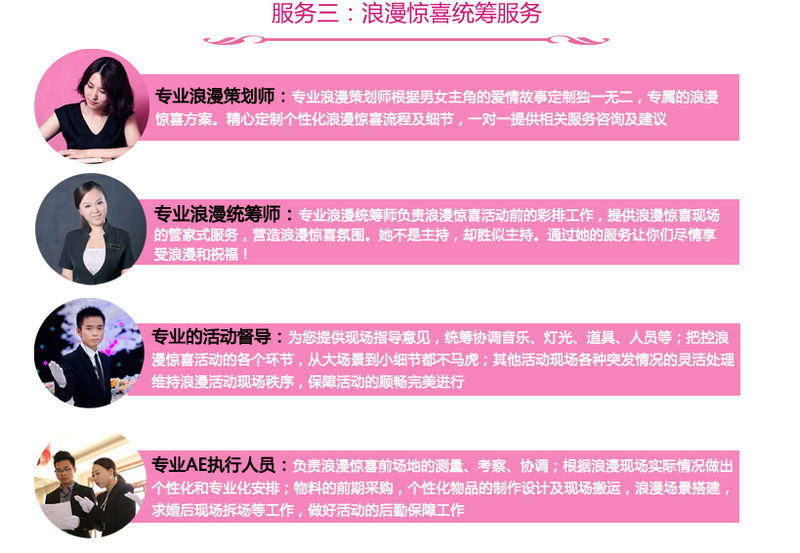 服务三：浪漫惊喜统筹服务
专业浪漫策划师：专业浪漫策划师根据男女主角的爱情故事定制独一无二，专属的浪漫
惊喜方案。精心定制个性化浪漫惊喜流程及细节，一对一提供相关服务咨询及建议
专业浪漫统筹师：专业浪漫统筹师负责浪漫惊喜活动前的彩排工作，提供浪漫惊喜现场
的管家式服务，营造浪漫惊喜氛围。她不是主持，却胜似主持。通过她的服务让你们尽情享
受浪漫和祝福！
专业的活动督导：为您提供现场指导意见，统筹协调音乐、灯光、道具、人员等；把控浪
漫惊喜活动的各个环节，从大场景到小细节都不马虎；其他活动现场各种突发情况的灵活处理
维持浪漫活动现场秩序，保障活动的顺畅完美进行
专业AE执行人员：负责浪漫惊喜前场地的测量、考察、协调；根据浪漫现场实际情况做出
个性化和专业化安排；物料的前期采购，个性化物品的制作设计及现场搬运，浪漫场景搭建，
求婚后现场拆场等工作，做好活动的后勤保障工作